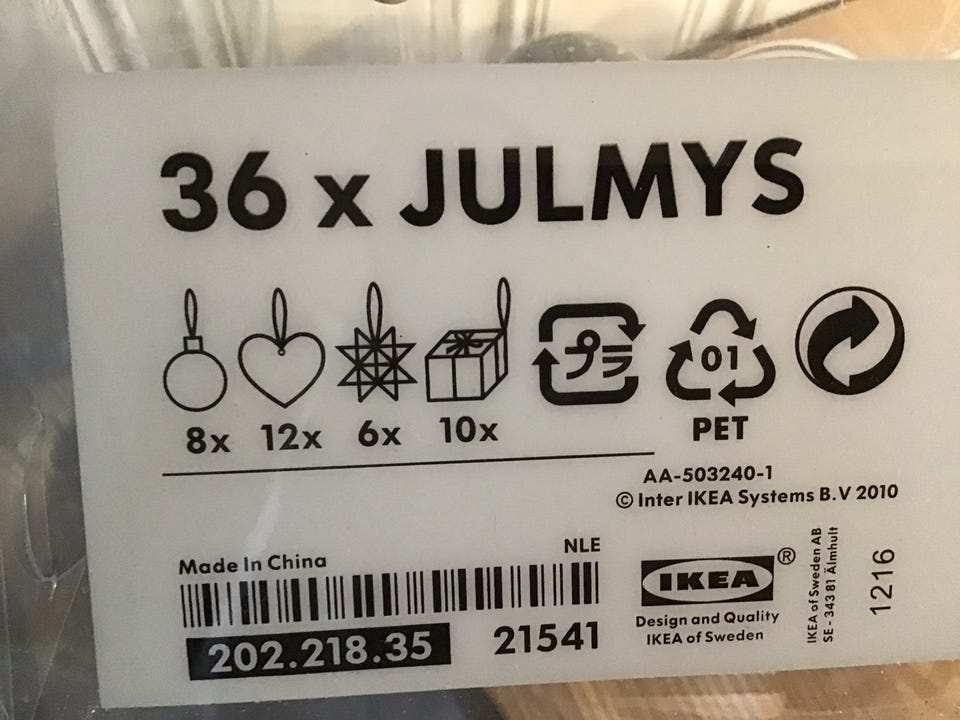 36 x JULMYS
8x 12x 6x 10x
プラ
01
PET
AA-503240-1
© Inter IKEA Systems B.V 2010
Made In China
NLE
202.218.35
21541
IKEA®
Design and Quality
IKEA of Sweden
IKEA of Sweden AB
SE - 343 81 Älmhult
1216